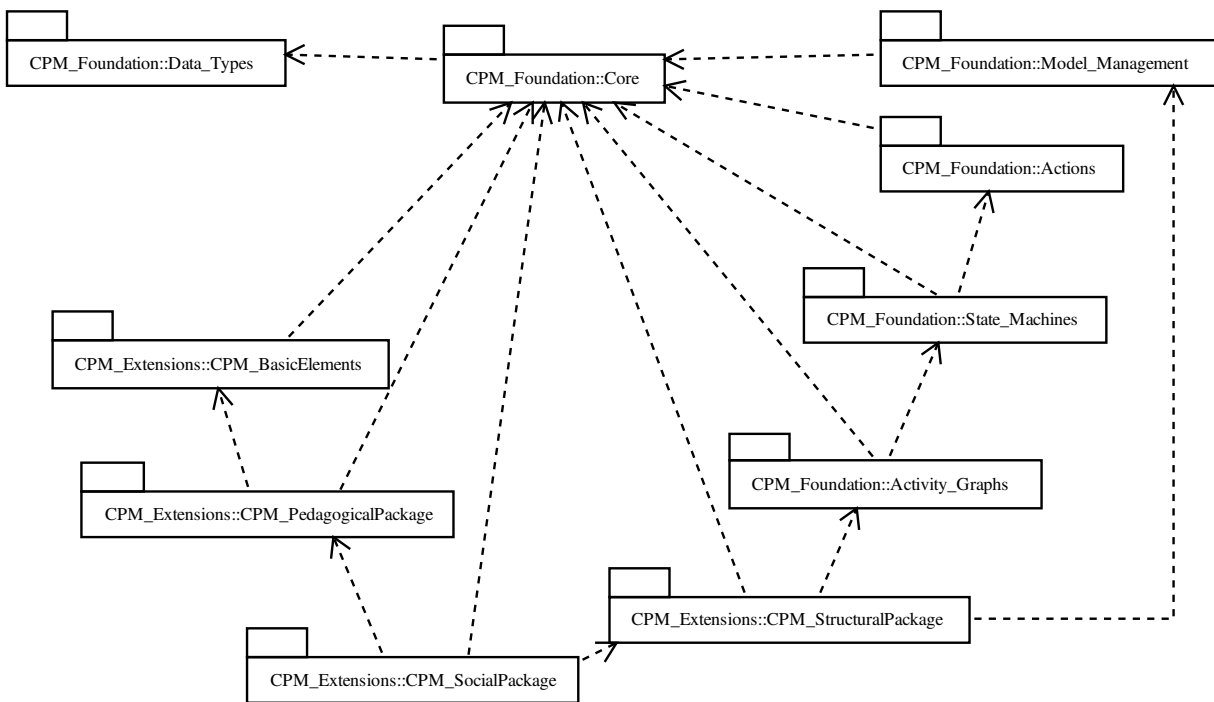 CPM_Foundation::Data_Types
CPM_Foundation::Core
CPM_Foundation::Model_Management
CPM_Foundation::Actions
CPM_Foundation::State_Machines
CPM_Extensions::CPM_BasicElements
CPM_Foundation::Activity_Graphs
CPM_Extensions::CPM_PedagogicalPackage
CPM_Extensions::CPM_StructuralPackage
CPM_Extensions::CPM_SocialPackage